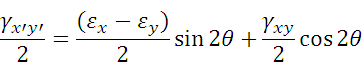 γx′y′/2 = (εx − εy)/2 sin 2θ + γxy/2 cos 2θ